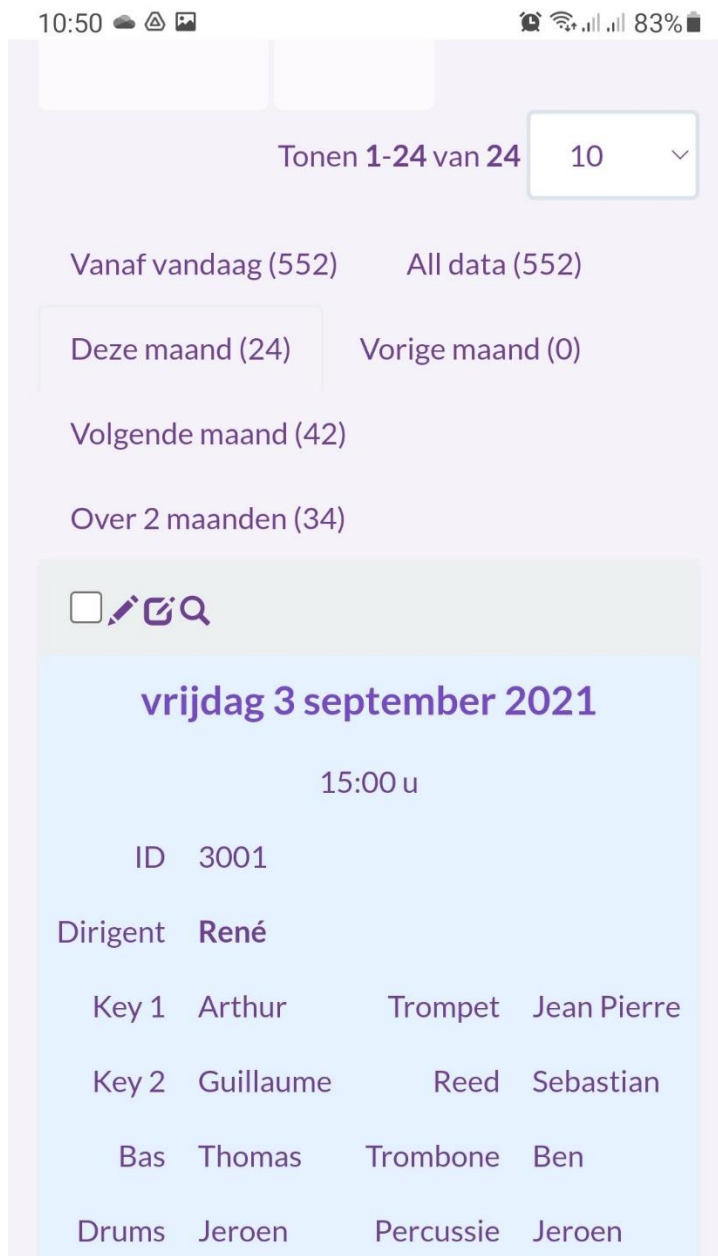 10:50 83%
Tonen 1-24 van 24 10
Vanaf vandaag (552) All data (552)
Deze maand (24) Vorige maand (0)
Volgende maand (42)
Over 2 maanden (34)
vrijdag 3 september 2021
15:00 u
ID 3001
Dirigent René
Key 1 Arthur Trompet Jean Pierre
Key 2 Guillaume Reed Sebastian
Bas Thomas Trombone Ben
Drums Jeroen Percussie Jeroen